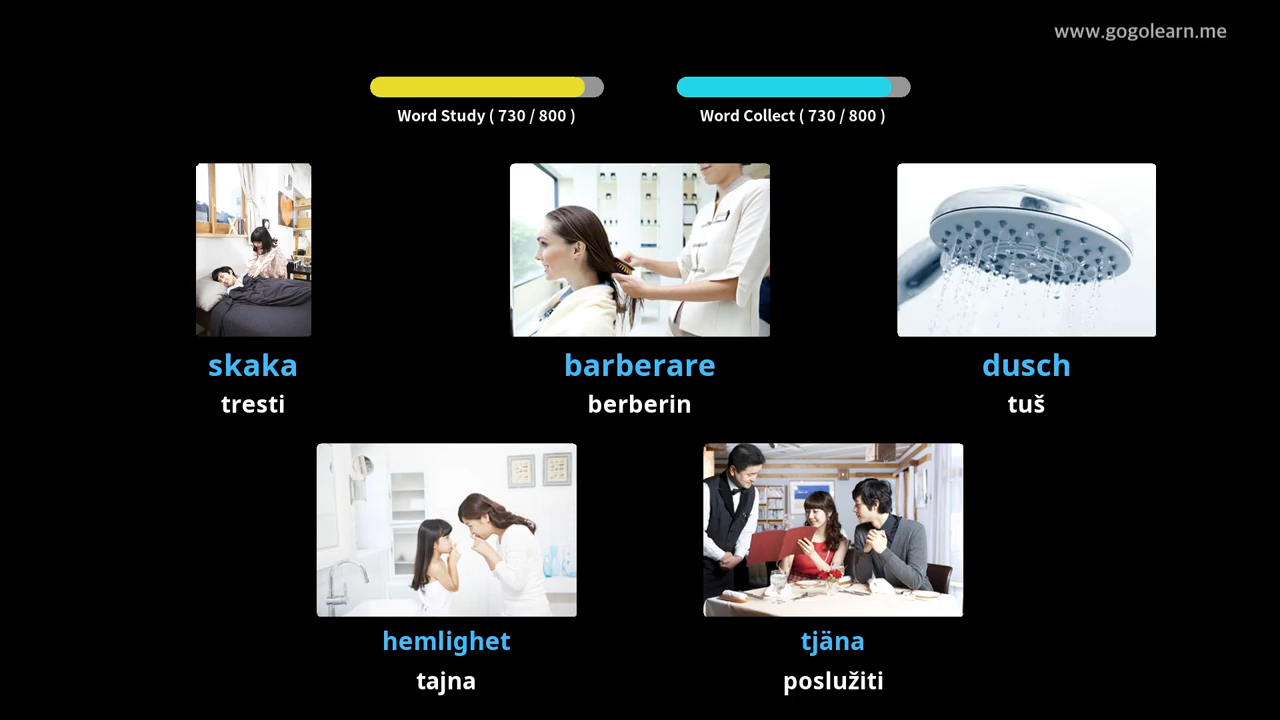 www.gogolearn.me
Word Study ( 730 / 800 )
Word Collect ( 730 / 800 )
skaka
tresti
barberare
berberin
dusch
tuš
hemlighet
tajna
tjäna
poslužiti